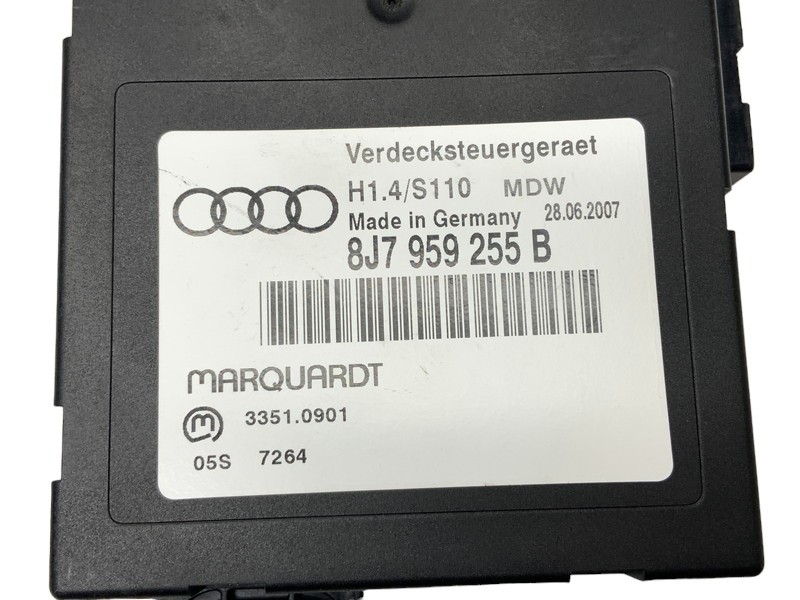 Verdecksteuergeraet
H1.4/S110 MDW
Made in Germany 28.06.2007
8J7 959 255 B
MARQUARDT
m 3351.0901
05S 7264